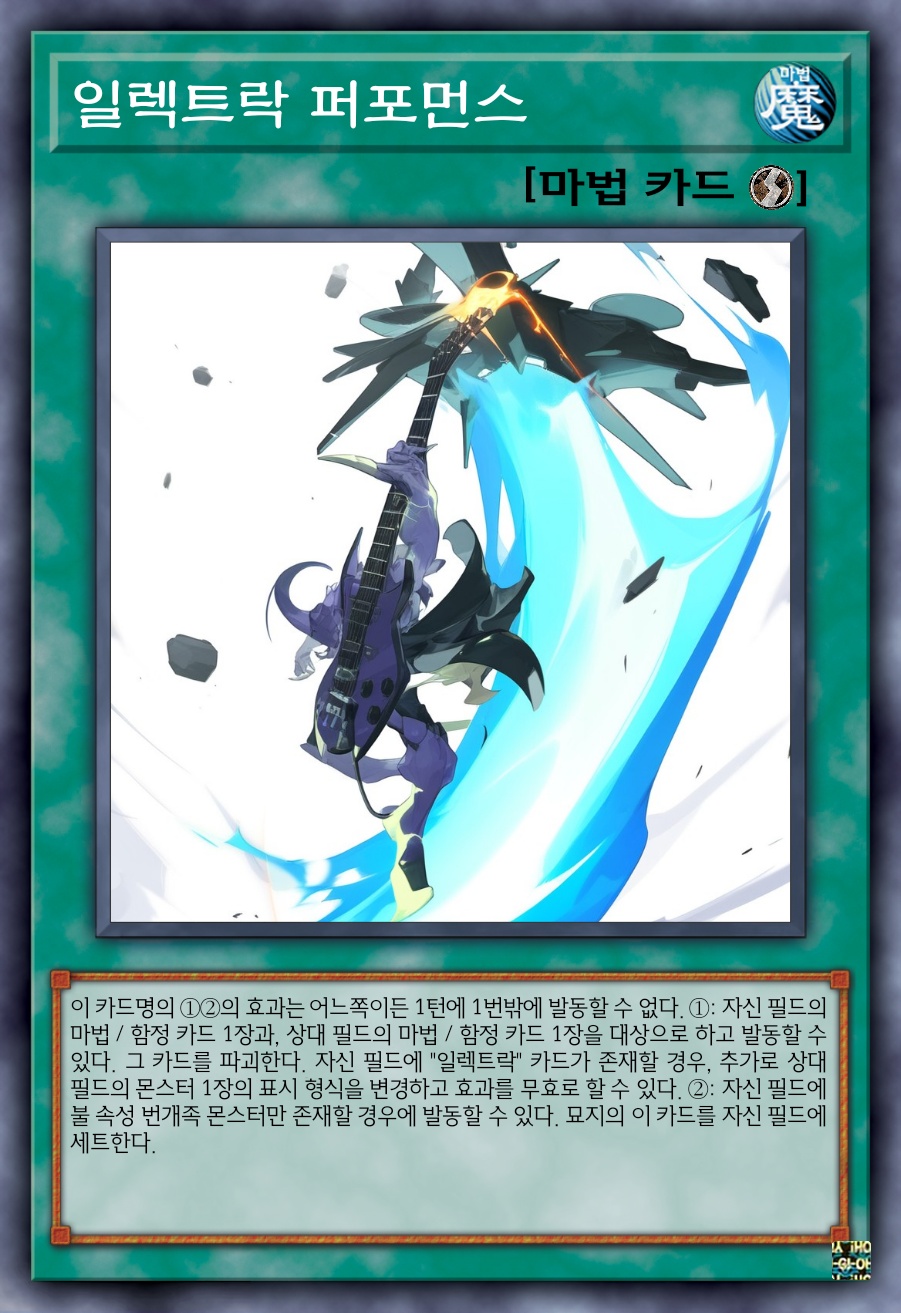 일렉트락 퍼포먼스
마법
魔
[마법 카드 ]
이 카드명의 ①②의 효과는 어느쪽이든 1턴에 1번밖에 발동할 수 없다. ①: 자신 필드의
마법 / 함정 카드 1장과, 상대 필드의 마법 / 함정 카드 1장을 대상으로 하고 발동할 수
있다. 그 카드를 파괴한다. 자신 필드에 "일렉트락" 카드가 존재할 경우, 추가로 상대
필드의 몬스터 1장의 표시 형식을 변경하고 효과를 무효로 할 수 있다. ②: 자신 필드에
불 속성 번개족 몬스터만 존재할 경우에 발동할 수 있다. 묘지의 이 카드를 자신 필드에
세트한다.